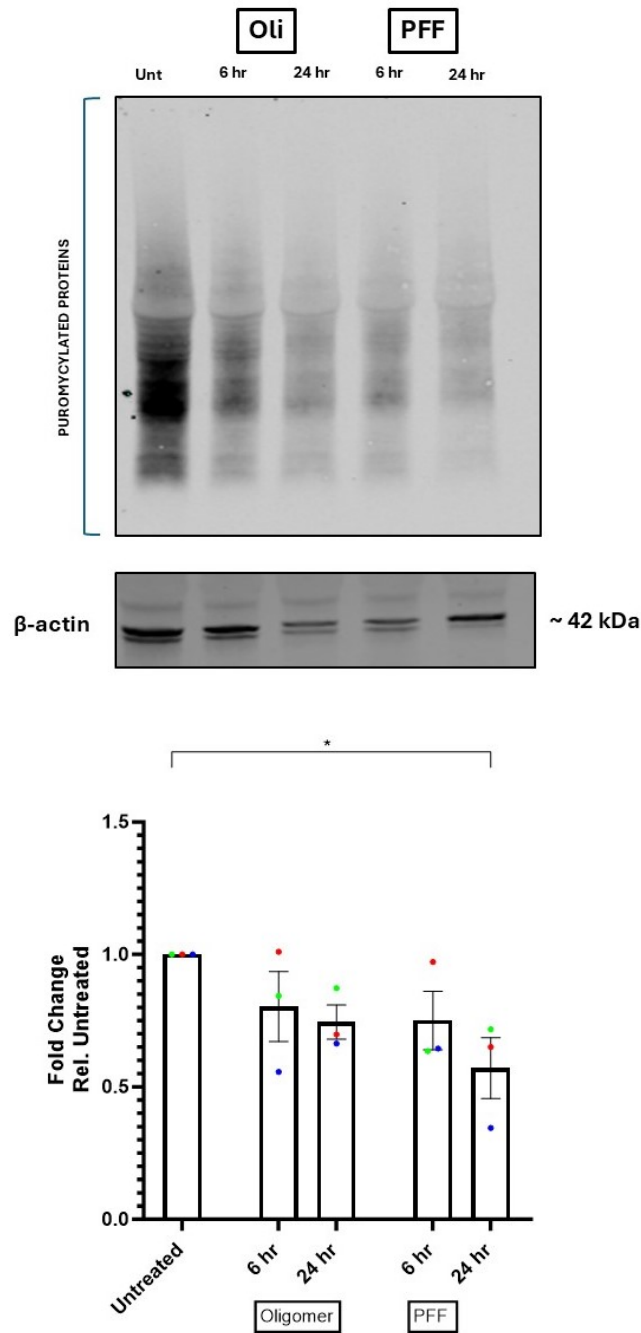 Oli PFF
Unt 6 hr 24 hr 6 hr 24 hr
PUROMYCYLATED PROTEINS
β-actin ~ 42 kDa
*
1.5
1.0
0.5
0.0
Fold Change
Rel. Untreated
Untreated 6 hr 24 hr 6 hr 24 hr
Oligomer PFF